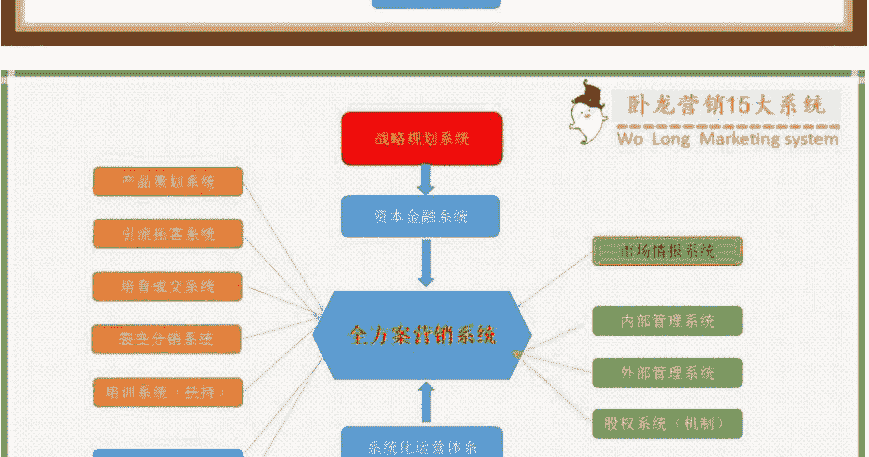 卧龙营销15大系统
Wo Long Marketing system
战略规划系统
资本金融系统
产品策划系统
引流拓客系统
培育成交系统
裂变分销系统
培训系统（扶持）
全方案营销系统
市场情报系统
内部管理系统
外部管理系统
股权系统（机制）
系统化运营体系